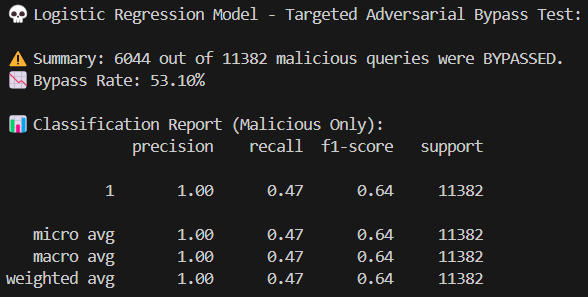 💀 Logistic Regression Model - Targeted Adversarial Bypass Test:
⚠️ Summary: 6044 out of 11382 malicious queries were BYPASSED.
📉 Bypass Rate: 53.10%
📊 Classification Report (Malicious Only):
precision recall f1-score support
1 1.00 0.47 0.64 11382
micro avg 1.00 0.47 0.64 11382
macro avg 1.00 0.47 0.64 11382
weighted avg 1.00 0.47 0.64 11382